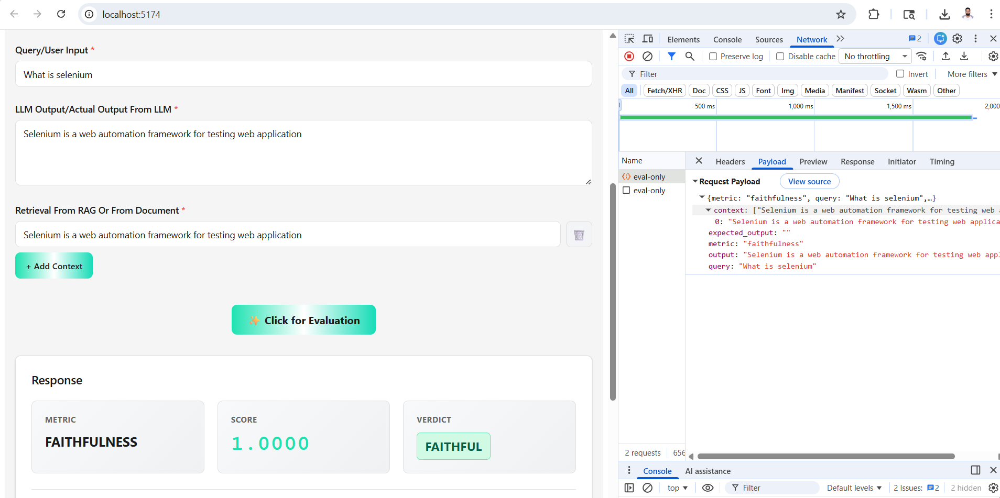 localhost:5174
Query/User Input *
What is selenium
LLM Output/Actual Output From LLM *
Selenium is a web automation framework for testing web application
Retrieval From RAG Or From Document *
Selenium is a web automation framework for testing web application
+ Add Context
✨ Click for Evaluation
Response
METRIC
FAITHFULNESS
SCORE
1.0000
VERDICT
FAITHFUL
Elements Console Sources Network 2
Preserve log Disable cache No throttling
Filter Invert More filters
All Fetch/XHR Doc CSS JS Font Img Media Manifest Socket Wasm Other
500 ms 1,000 ms 1,500 ms 2,000
Name
eval-only
eval-only
Headers Payload Preview Response Initiator Timing
Request Payload View source
{metric: "faithfulness", query: "What is selenium",…}
context: ["Selenium is a web automation framework for testing web
0: "Selenium is a web automation framework for testing web applica
expected_output: ""
metric: "faithfulness"
output: "Selenium is a web automation framework for testing web appl
query: "What is selenium"
2 requests 656
Console AI assistance
top Filter Default levels 2 Issues: 2 2 hidden